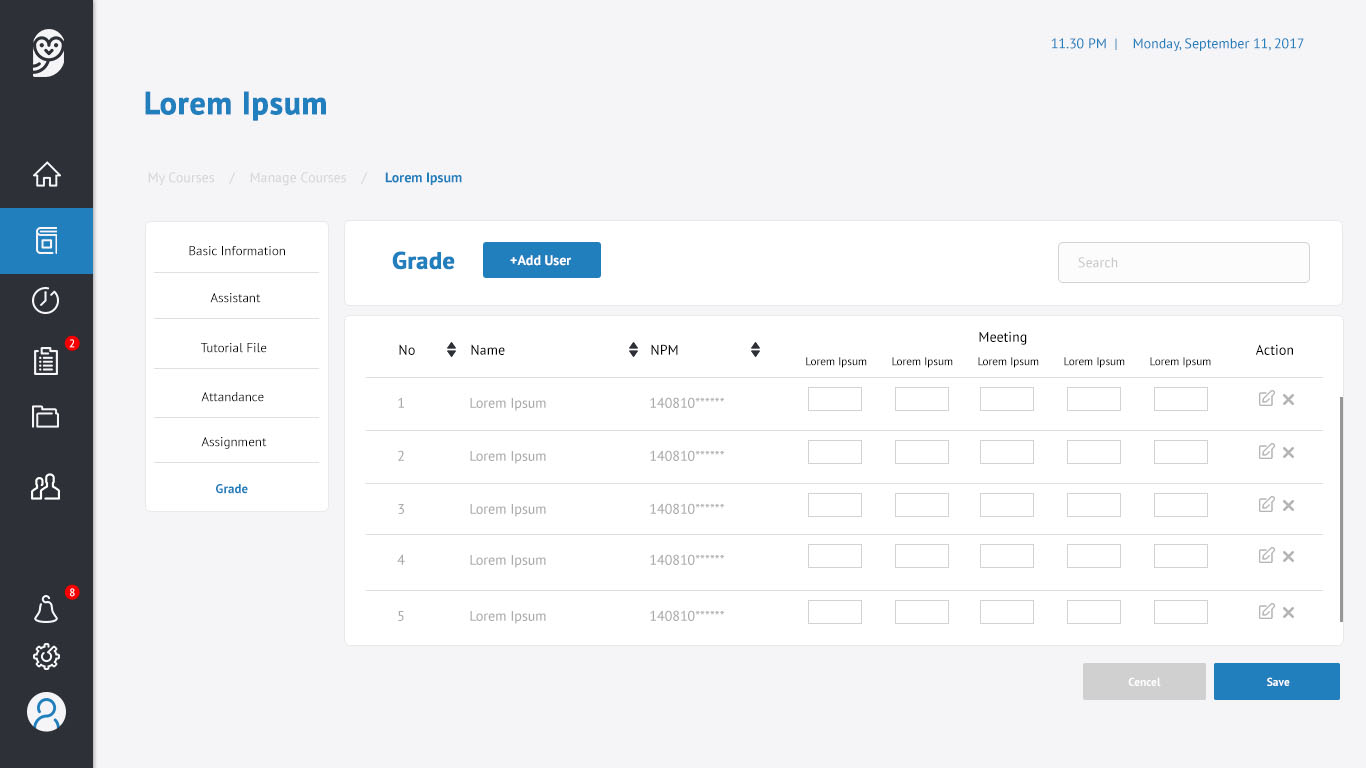 11.30 PM | Monday, September 11, 2017
Lorem Ipsum
My Courses / Manage Courses / Lorem Ipsum
Basic Information
Assistant
Tutorial File
Attandance
Assignment
Grade
Grade
+Add User
Search
No Name NPM Meeting Action
Lorem Ipsum Lorem Ipsum Lorem Ipsum Lorem Ipsum Lorem Ipsum
1 Lorem Ipsum 140810******
2 Lorem Ipsum 140810******
3 Lorem Ipsum 140810******
4 Lorem Ipsum 140810******
5 Lorem Ipsum 140810******
Cencel
Save
2
8